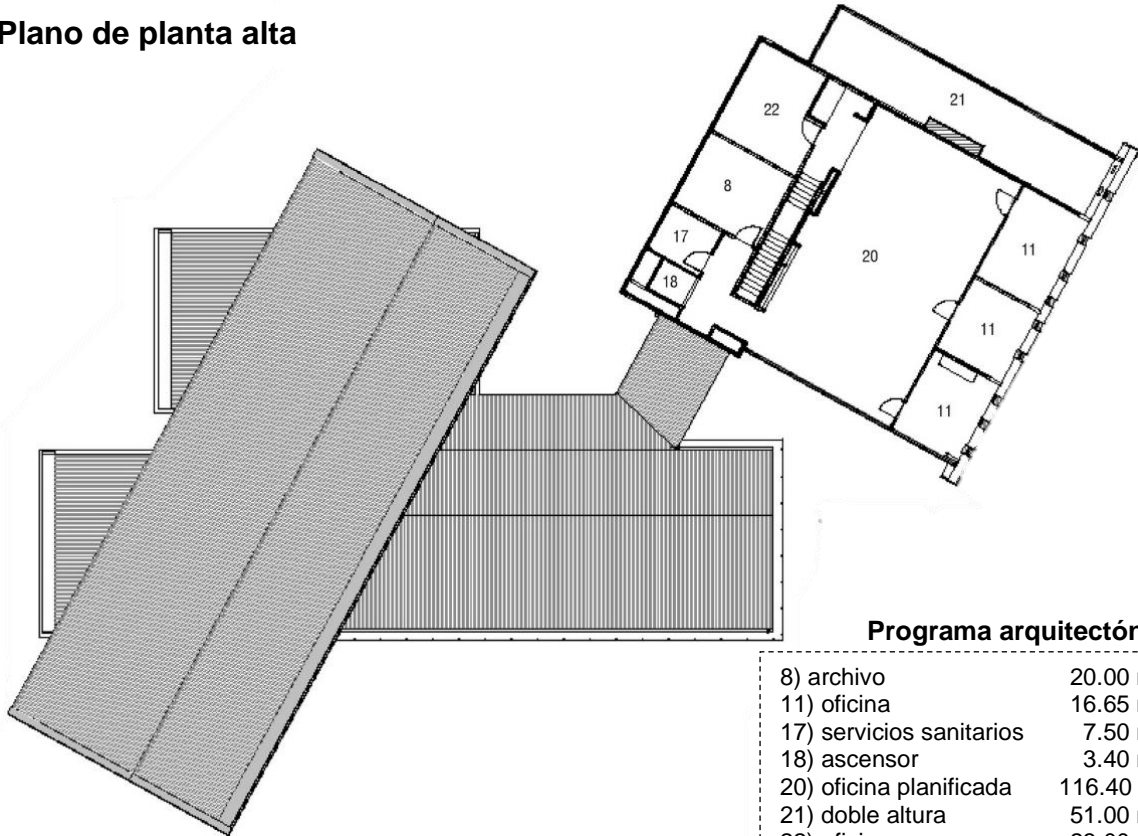 Plano de planta alta
21
22
8
17
18
20
11
11
11
Programa
8) archivo 20.00
11) oficina 16.65
17) servicios sanitarios 7.50
18) ascensor 3.40
20) oficina planificada 116.40
21) doble altura 51.00